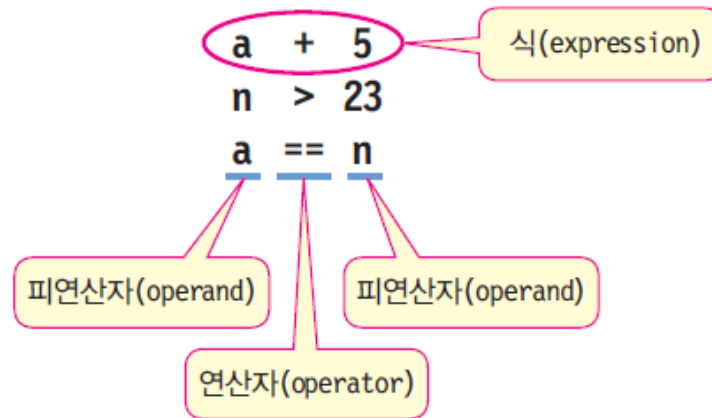 a + 5
식(expression)
n > 23
a == n
피연산자(operand)
피연산자(operand)
연산자(operator)